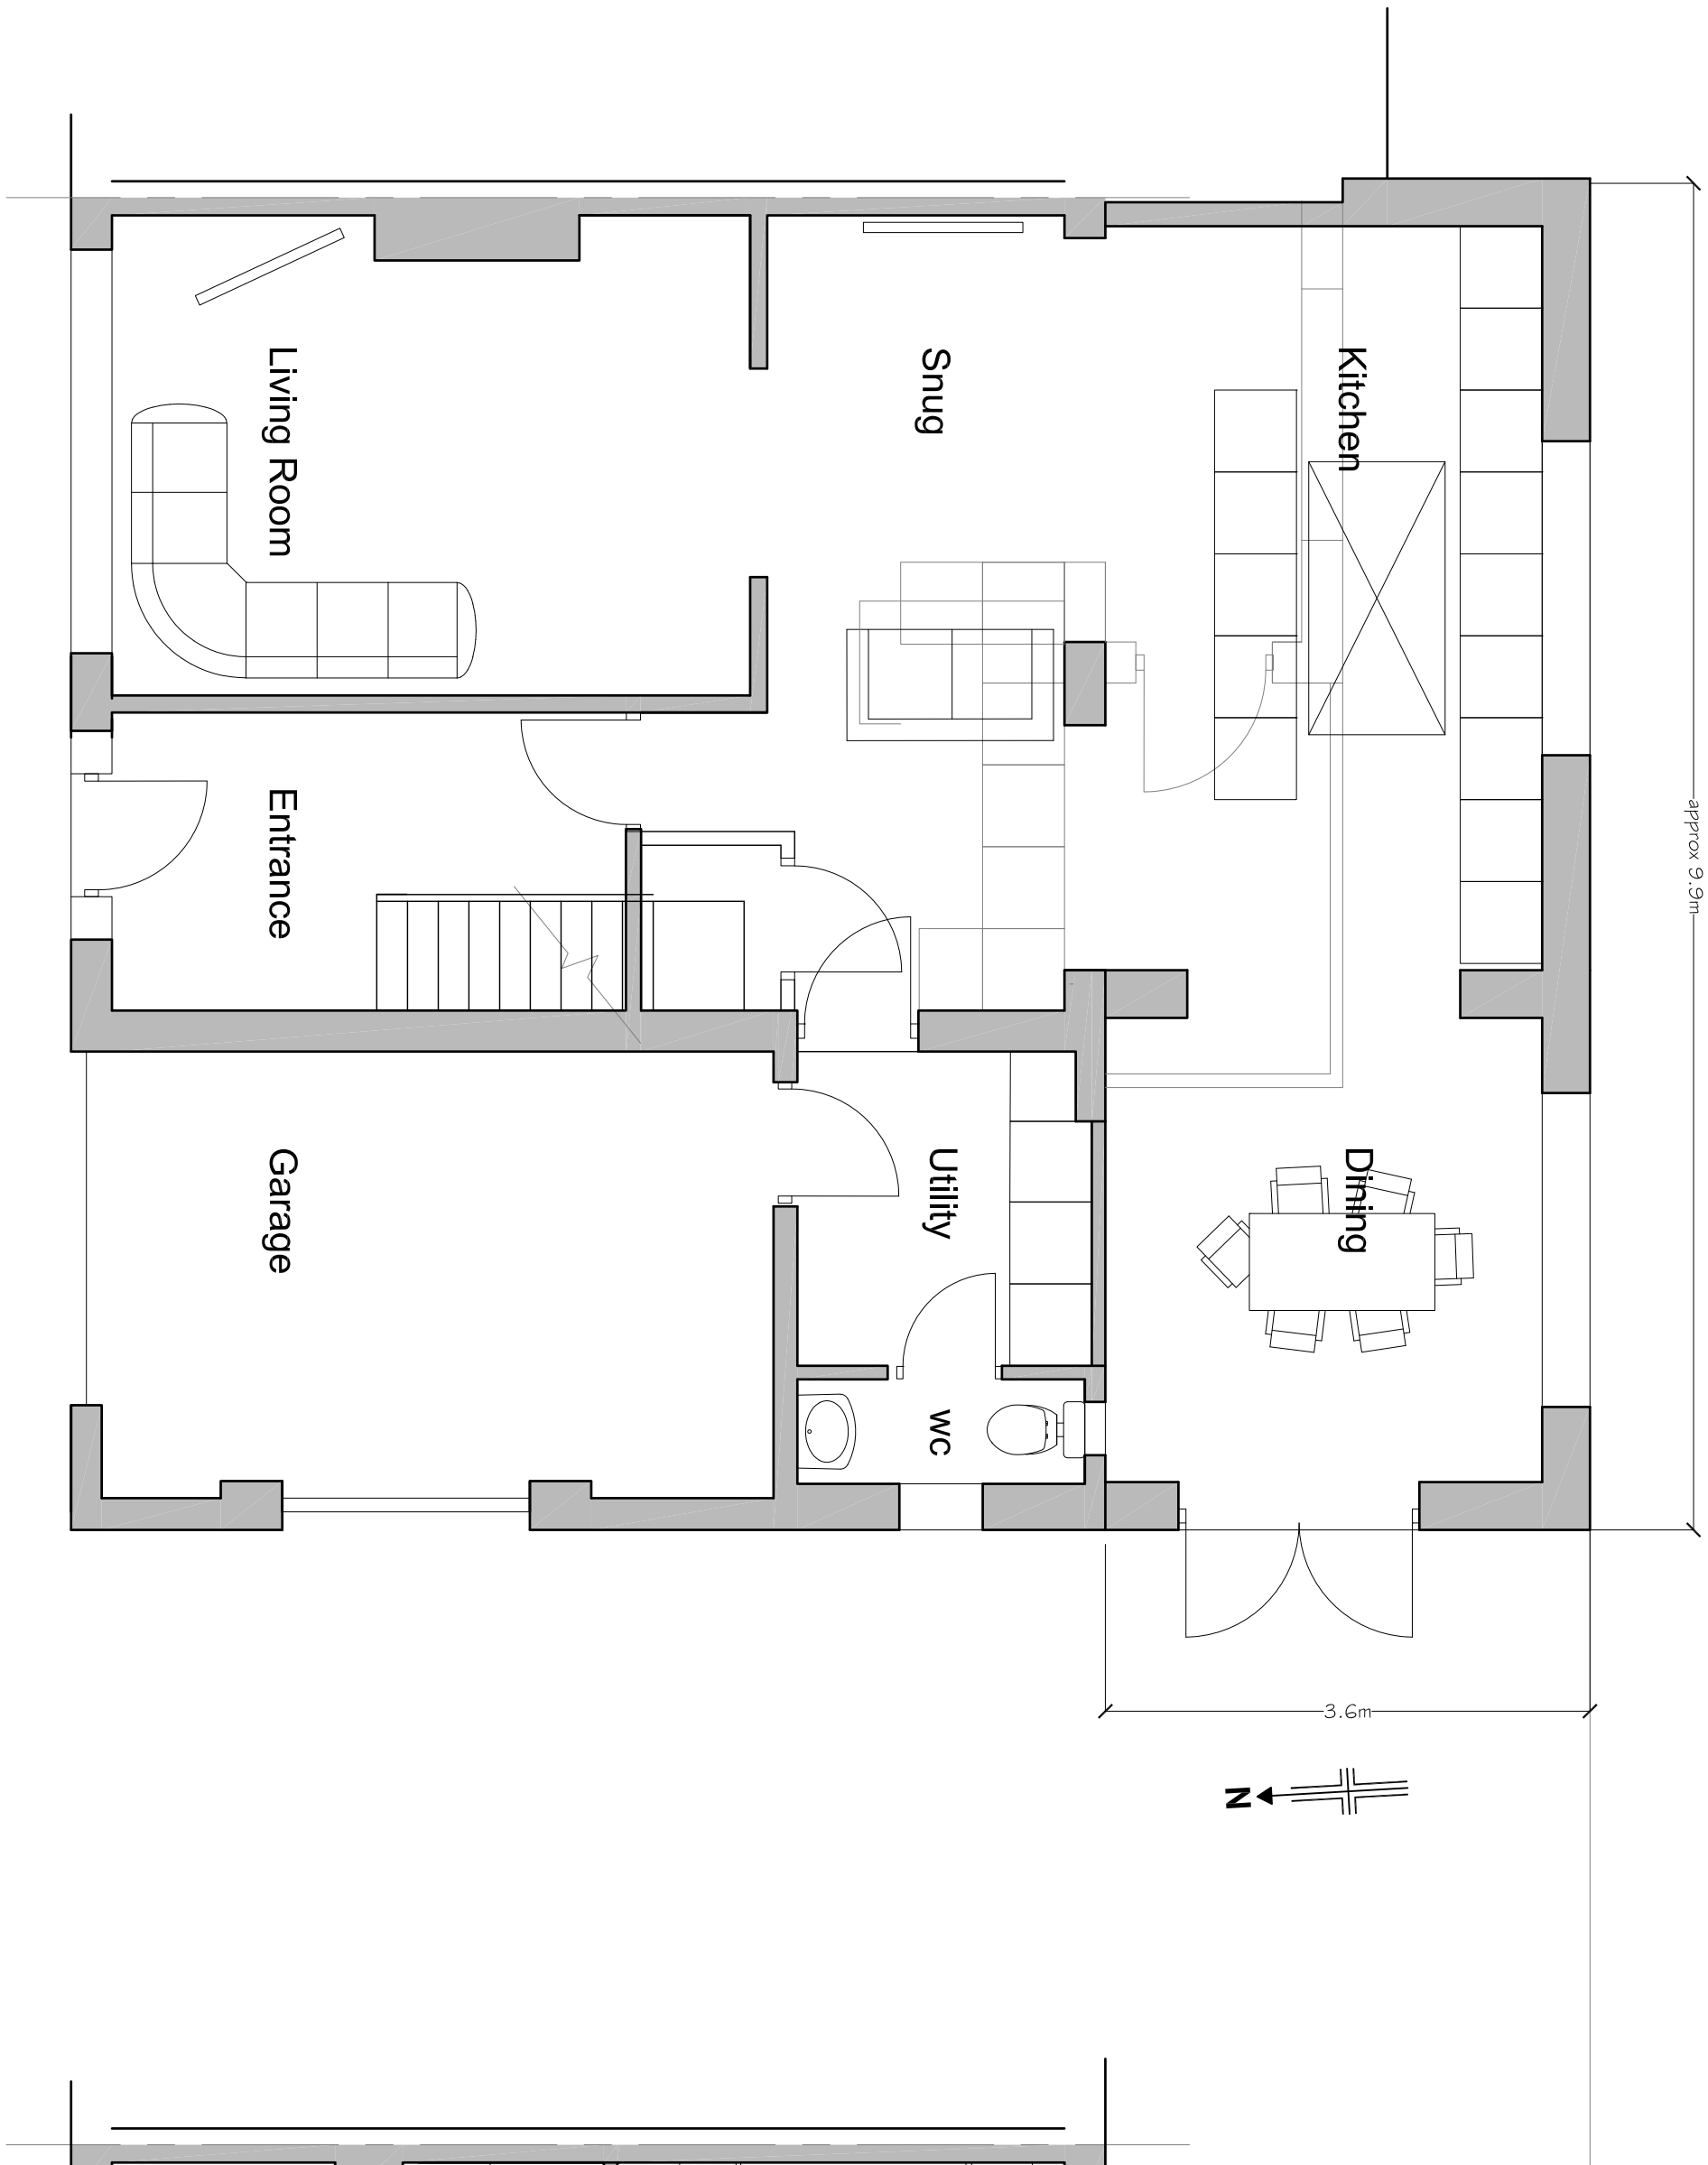 approx 9.9m
Kitchen
Snug
Living Room
Entrance
Dining
Utility
Garage
wc
3.6m
N